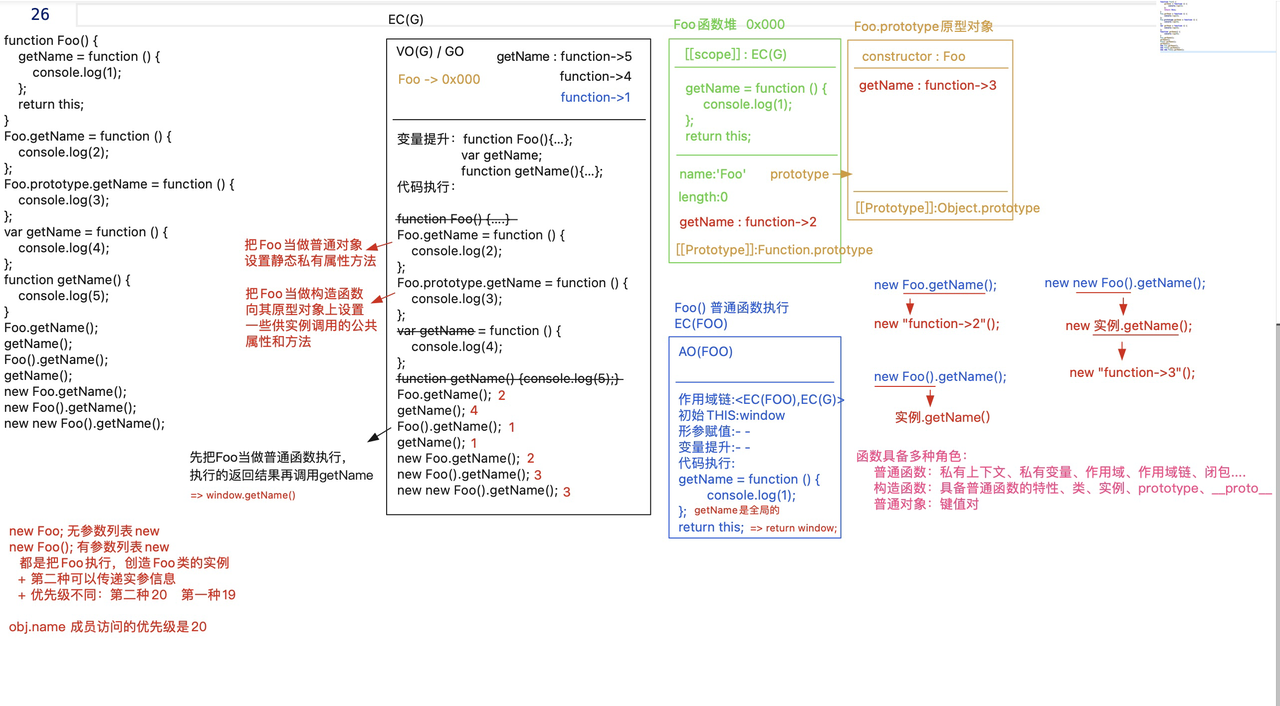 26
function Foo() {
getName = function () {
console.log(1);
};
return this;
}
Foo.getName = function () {
console.log(2);
};
Foo.prototype.getName = function () {
console.log(3);
};
var getName = function () {
console.log(4);
};
function getName() {
console.log(5);
}
Foo.getName();
getName();
Foo().getName();
getName();
new Foo.getName();
new Foo().getName();
new new Foo().getName();
把Foo当做普通对象
设置静态私有属性方法
把Foo当做构造函数
向其原型对象上设置
一些供实例调用的公共
属性和方法
先把Foo当做普通函数执行，
执行的返回结果再调用getName
=> window.getName()
new Foo; 无参数列表new
new Foo(); 有参数列表new
都是把Foo执行，创造Foo类的实例
+ 第二种可以传递实参信息
+ 优先级不同：第二种20 第一种19
obj.name 成员访问的优先级是20
EC(G)
VO(G) / GO
getName : function->5
Foo -> 0x000
function->4
function->1
变量提升：function Foo(){...};
var getName;
function getName(){...};
代码执行：
function Foo() {....}
Foo.getName = function () {
console.log(2);
};
Foo.prototype.getName = function () {
console.log(3);
};
var getName = function () {
console.log(4);
};
function getName() {console.log(5);}
Foo.getName(); 2
getName(); 4
Foo().getName(); 1
getName(); 1
new Foo.getName(); 2
new Foo().getName(); 3
new new Foo().getName(); 3
Foo函数堆 0x000
[[scope]] : EC(G)
getName = function () {
console.log(1);
};
return this;
name:'Foo' prototype
length:0
getName : function->2
[[Prototype]]:Function.prototype
Foo.prototype原型对象
constructor : Foo
getName : function->3
[[Prototype]]:Object.prototype
Foo() 普通函数执行
EC(FOO)
AO(FOO)
作用域链:<EC(FOO),EC(G)>
初始THIS:window
形参赋值:- -
变量提升:- -
代码执行:
getName = function () {
console.log(1);
}; getName是全局的
return this; => return window;
new Foo.getName();
new "function->2"();
new Foo().getName();
实例.getName()
new new Foo().getName();
new 实例.getName();
new "function->3"();
函数具备多种角色：
普通函数：私有上下文、私有变量、作用域、作用域链、闭包....
构造函数：具备普通函数的特性、类、实例、prototype、__proto__
普通对象：键值对